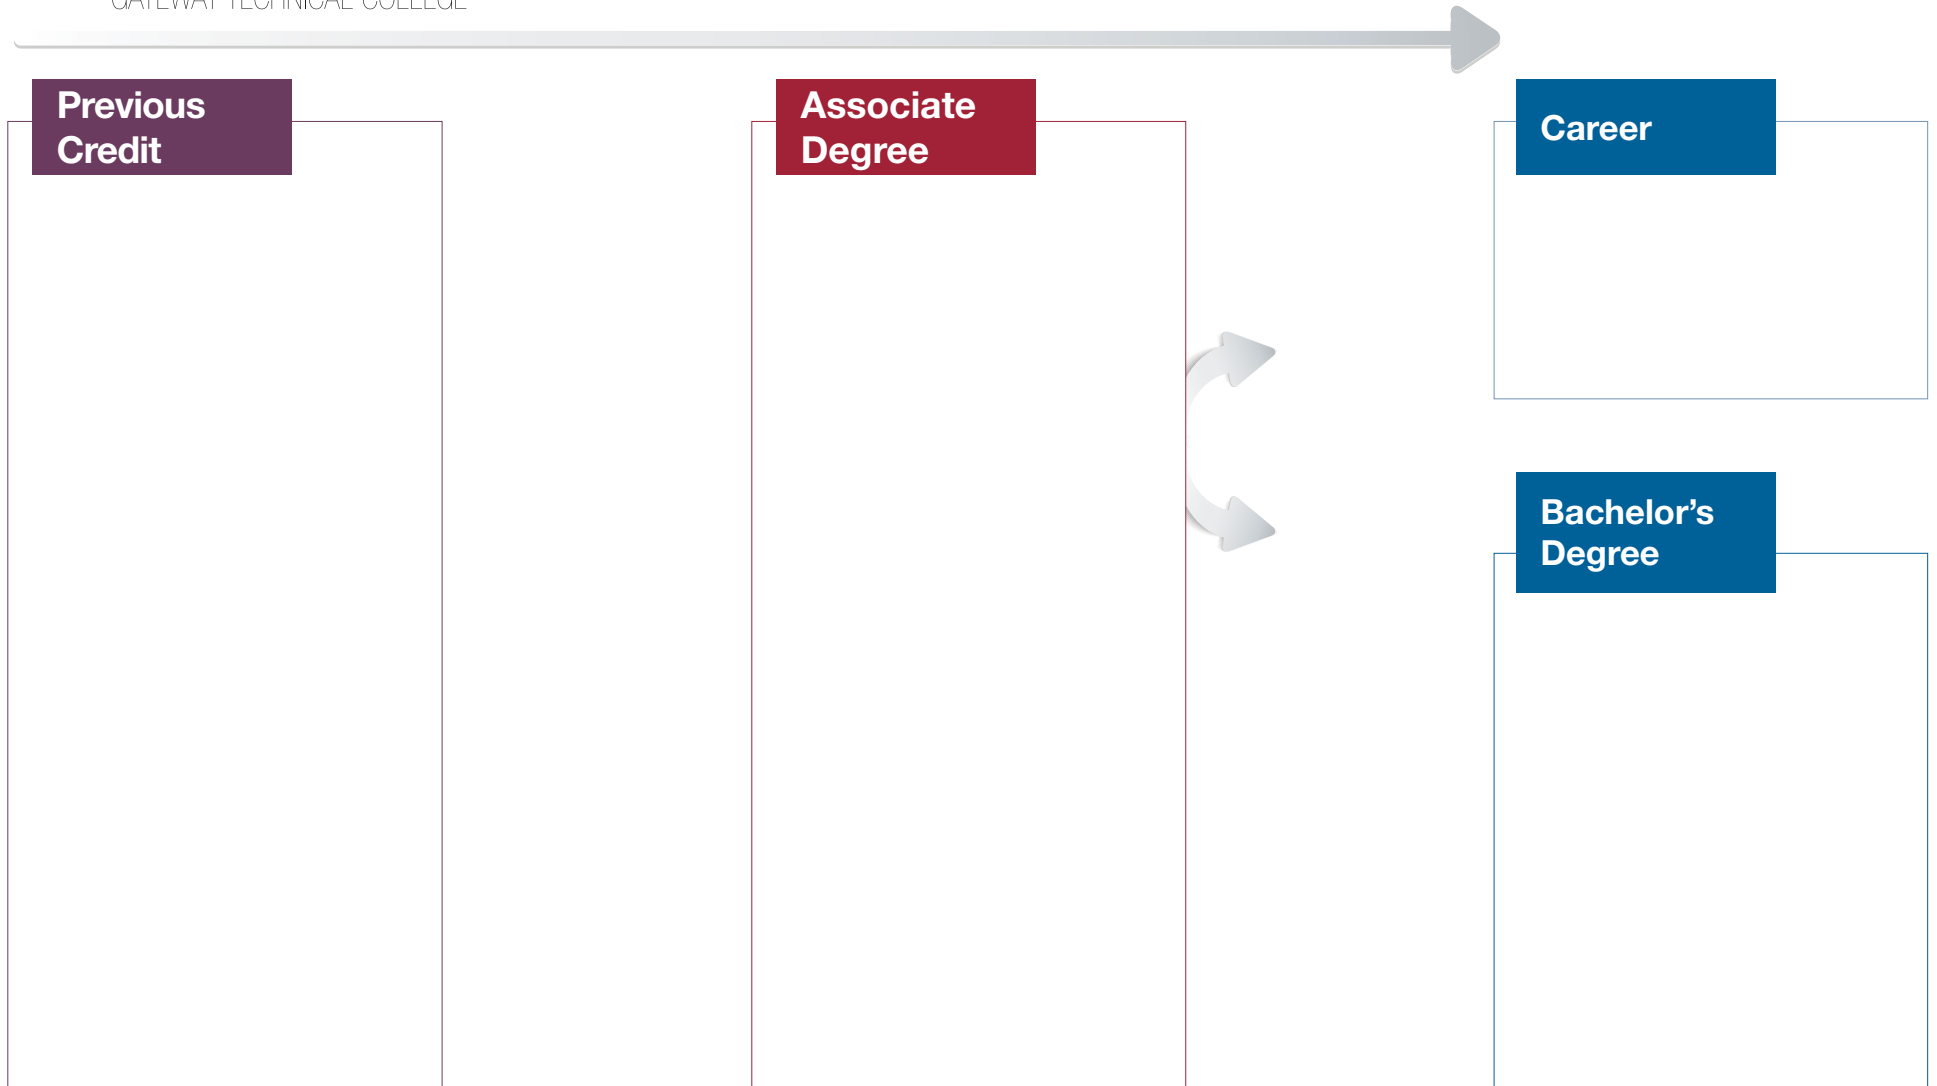 GATEWAY TECHNICAL COLLEGE
Previous
Credit
Associate
Degree
Career
Bachelor’s
Degree